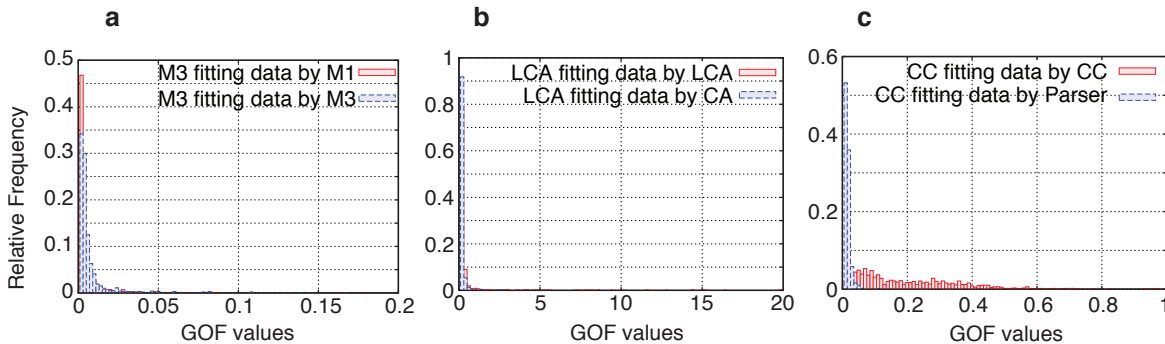 a
b
c
0.5
0.4
0.3
0.2
0.1
0
M3 fitting data by M1
M3 fitting data by M3
Relative Frequency
0
0.05
0.1
0.15
0.2
GOF values
1
0.8
0.6
0.4
0.2
0
LCA fitting data by LCA
LCA fitting data by CA
0
5
10
15
20
GOF values
0.6
0.4
0.2
0
CC fitting data by CC
CC fitting data by Parser
0
0.2
0.4
0.6
0.8
1
GOF values